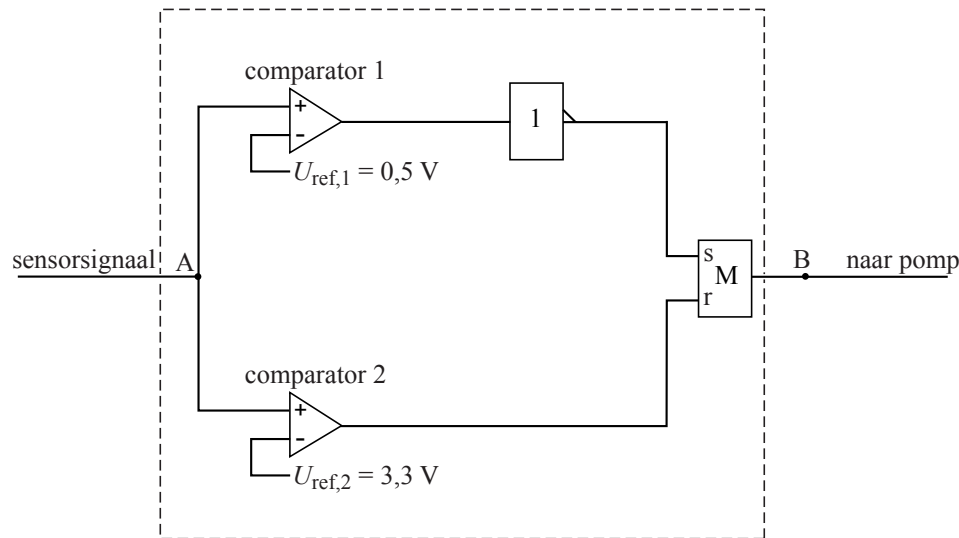 comparator 1
+
-
U_ref,1 = 0,5 V
1
sensorsignaal A
s
M
r
B naar pomp
comparator 2
+
-
U_ref,2 = 3,3 V